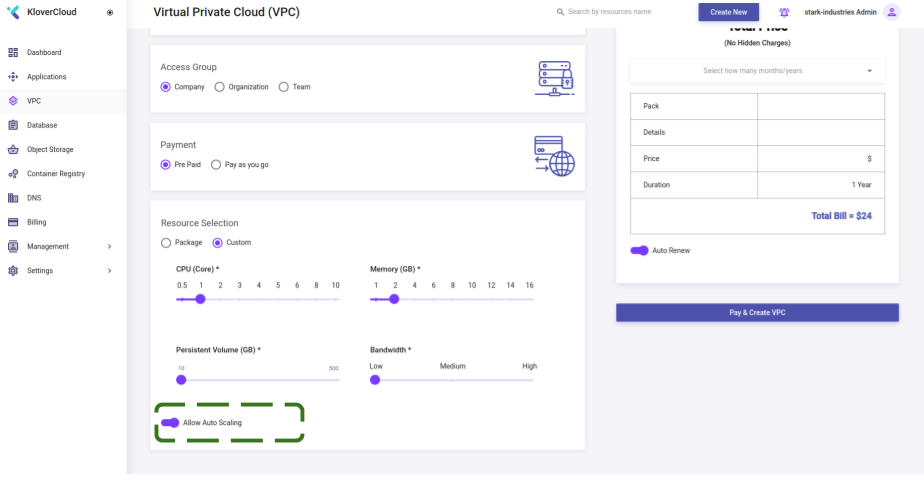 KloverCloud
Virtual Private Cloud (VPC)
Search by resources name
Create New
stark-industries Admin
Dashboard
Applications
VPC
Database
Object Storage
Container Registry
DNS
Billing
Management
Settings
Access Group
Company Organization Team
Payment
Pre Paid Pay as you go
Resource Selection
Package Custom
CPU (Core) *
0.5 1 2 3 4 5 6 8 10
Memory (GB) *
1 2 4 6 8 10 12 14 16
Persistent Volume (GB) *
10 500
Bandwidth *
Low Medium High
Allow Auto Scaling
Total Price
(No Hidden Charges)
Select how many months/years
Pack
Details
Price $
Duration 1 Year
Total Bill = $24
Auto Renew
Pay & Create VPC